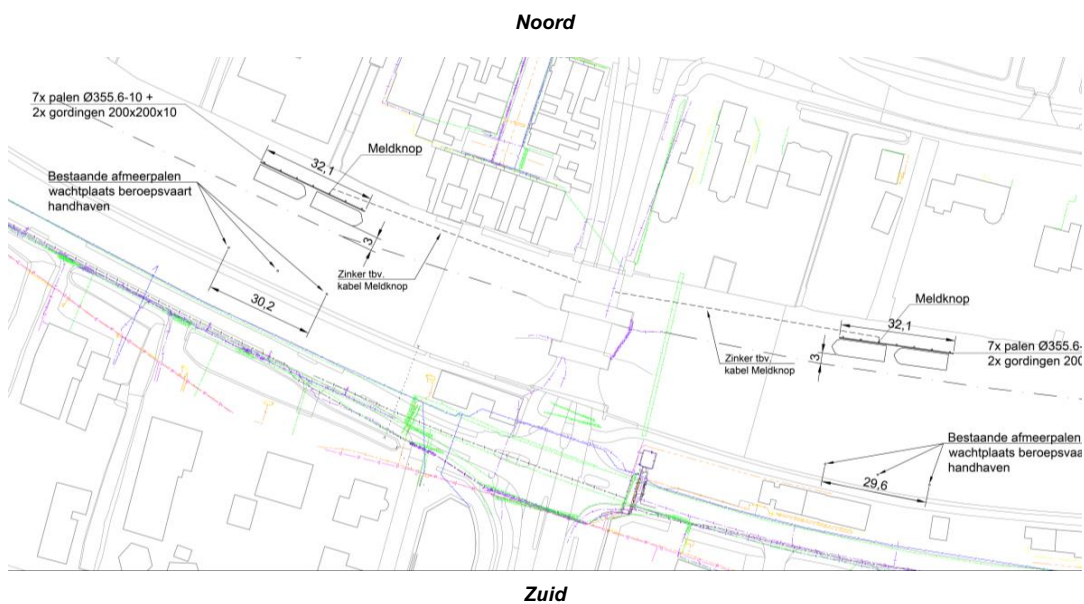 Noord
7x palen Ø355.6-10 +
2x gordingen 200x200x10
32,1
Meldknop
Bestaande afmeerpalen
wachtplaats beroepsvaart
handhaven
3
Zinker tbv.
kabel Meldknop
30,2
Meldknop
32,1
7x palen Ø355.6-
2x gordingen 200
3
Zinker tbv.
kabel Meldknop
Bestaande afmeerpalen
wachtplaats beroepsvaa
handhaven
29,6
Zuid